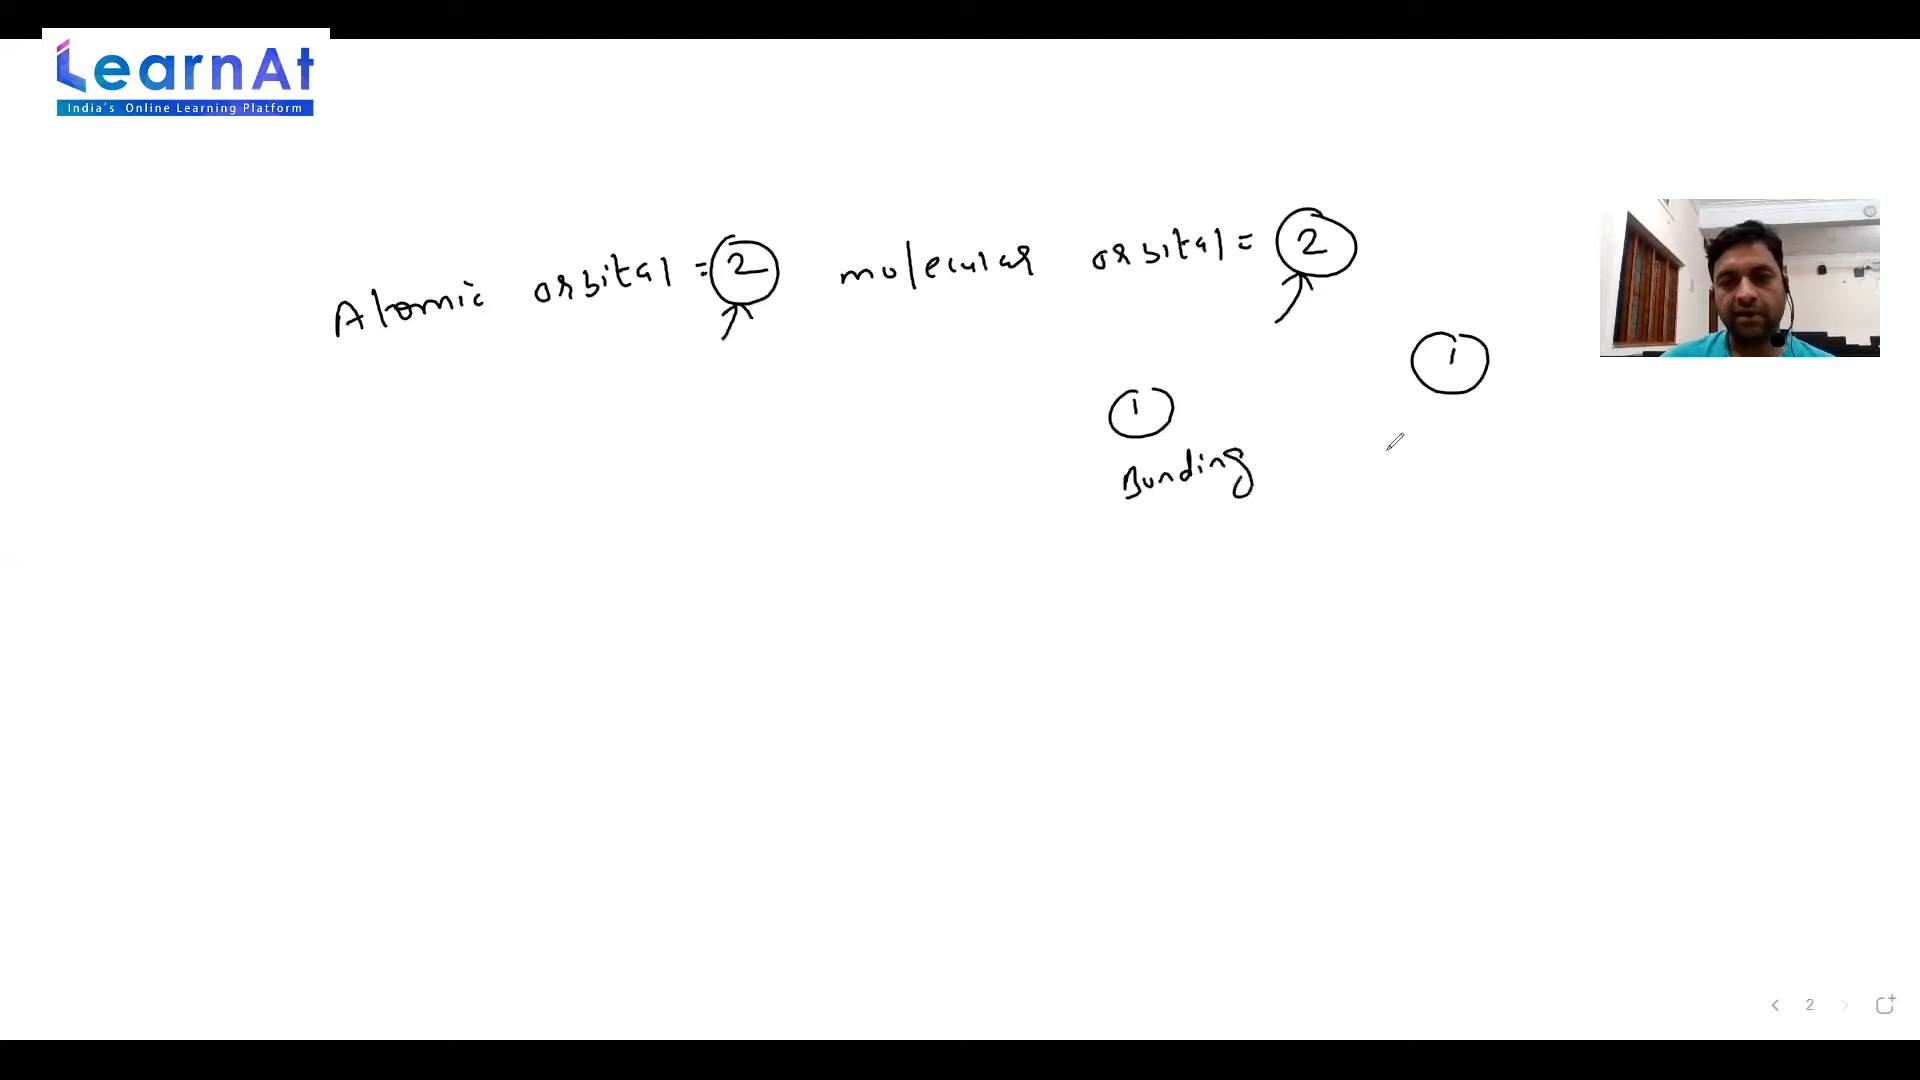 LearnAt
India's Online Learning Platform
Atomic orbital = 2 molecular orbital = 2
1
1
Bonding
2